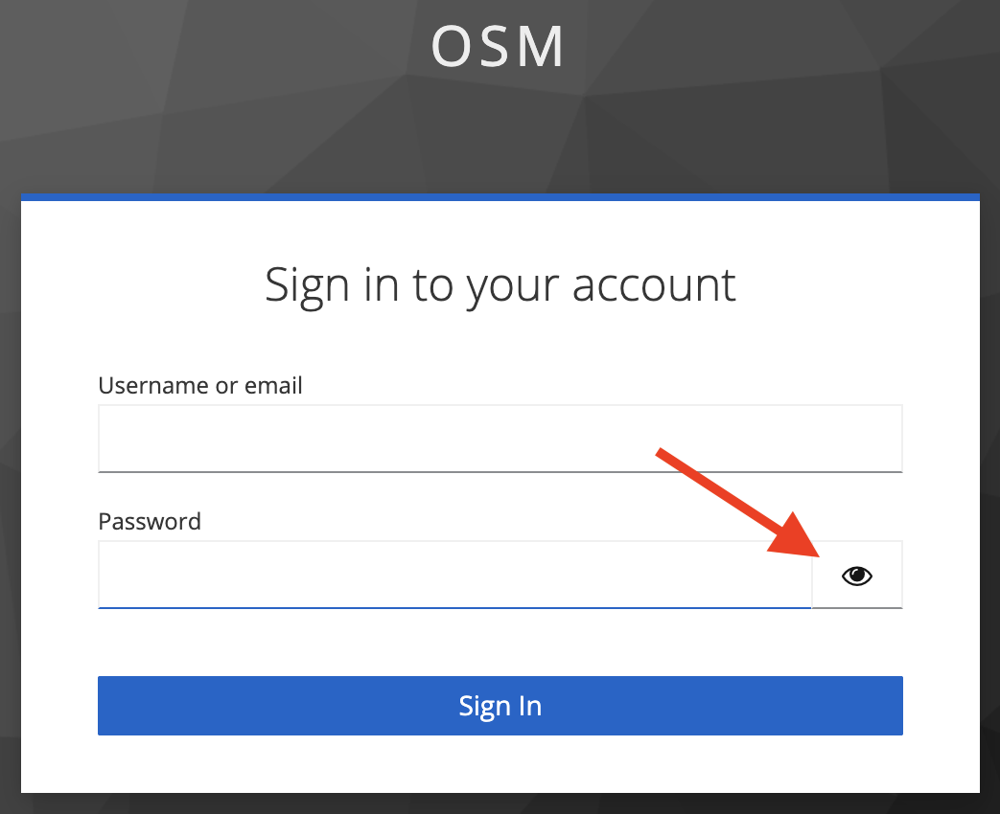 OSM
Sign in to your account
Username or email
Password
Sign In